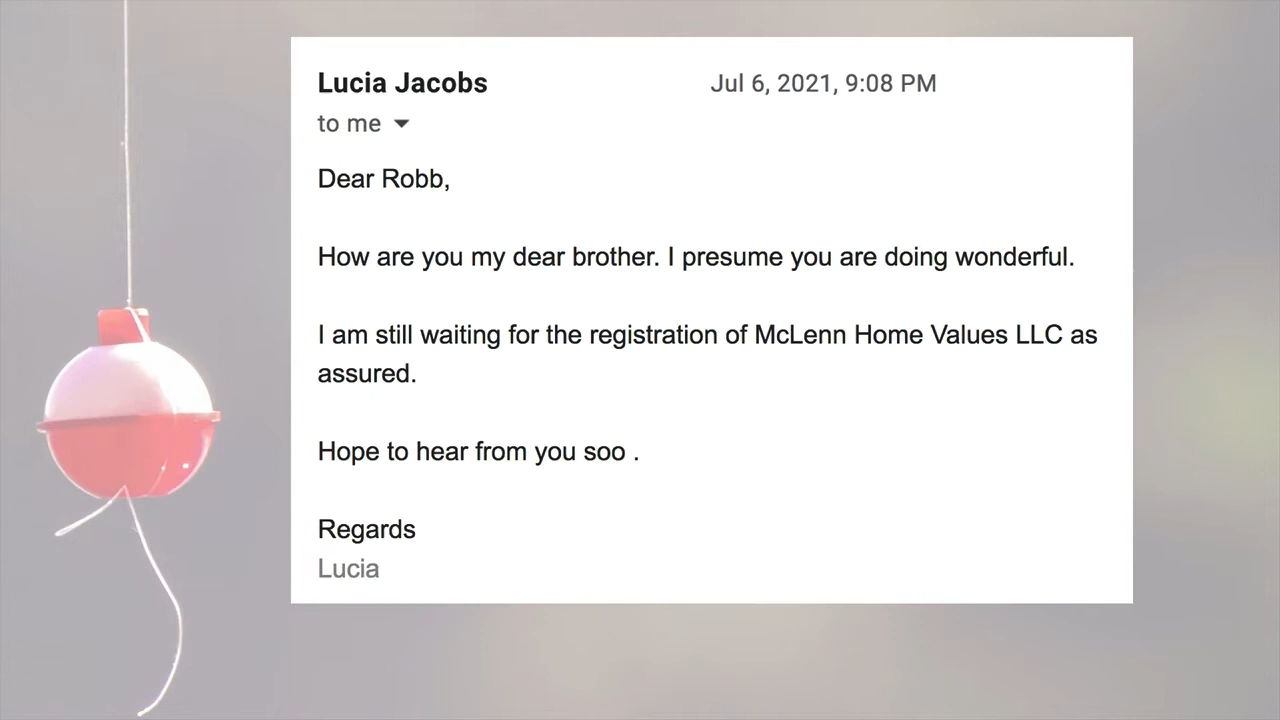 Lucia Jacobs
Jul 6, 2021, 9:08 PM
to me
Dear Robb,
How are you my dear brother. I presume you are doing wonderful.
I am still waiting for the registration of McLenn Home Values LLC as
assured.
Hope to hear from you soo .
Regards
Lucia